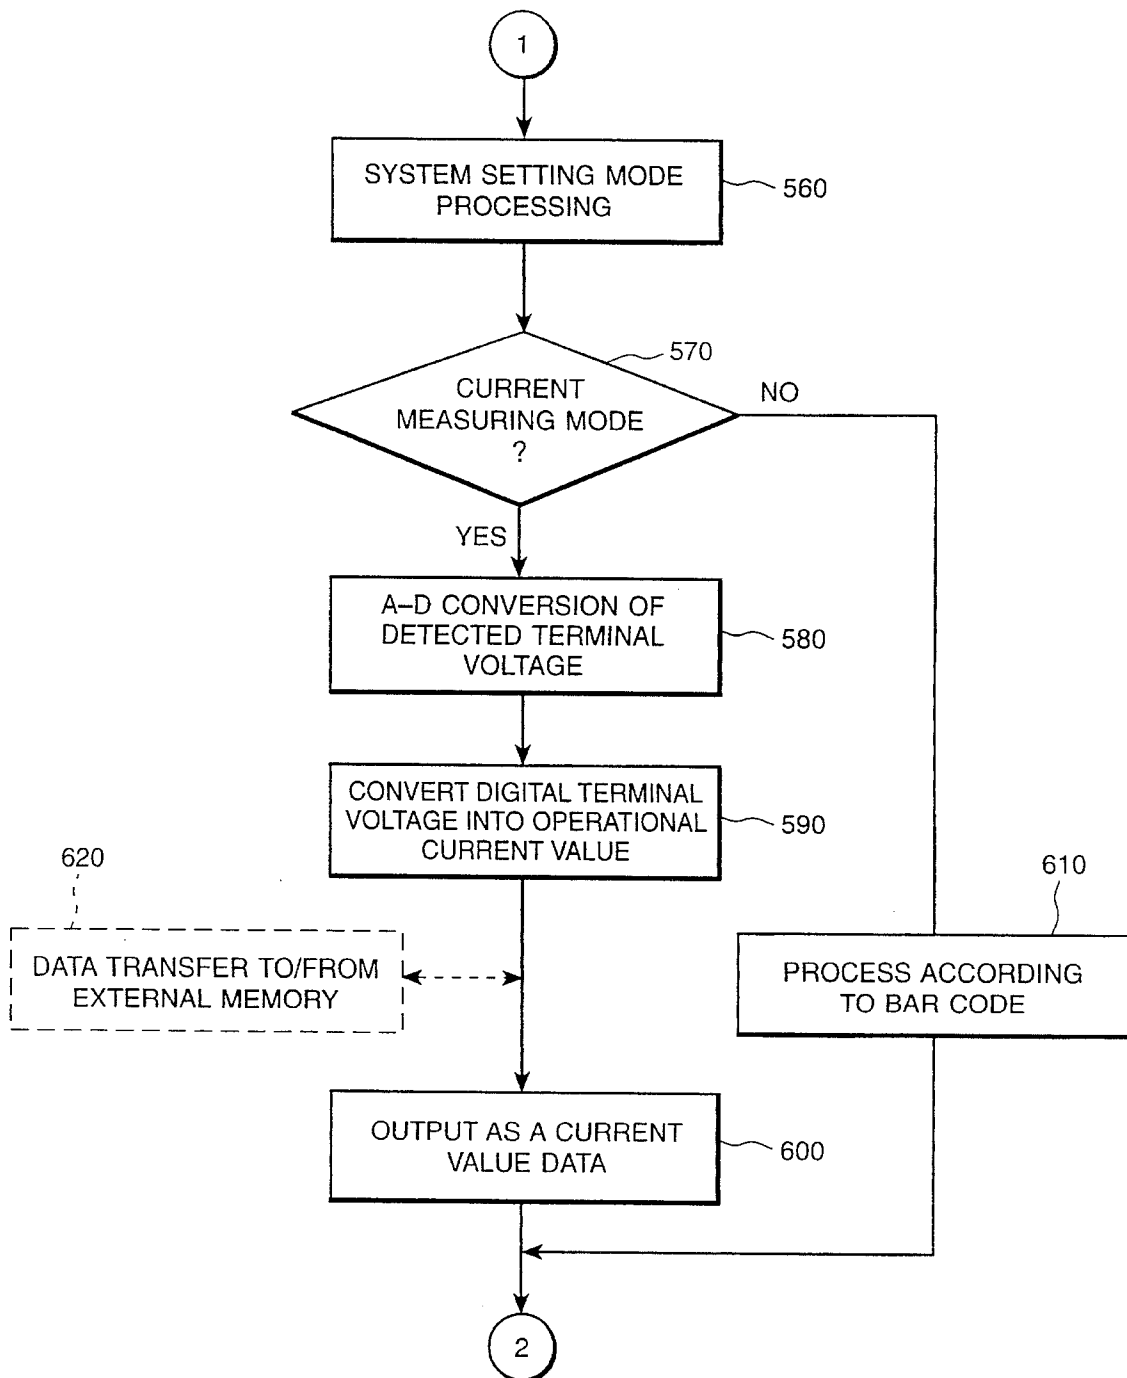 1
SYSTEM SETTING MODE
PROCESSING
560
570
CURRENT
MEASURING MODE
?
NO
YES
A–D CONVERSION OF
DETECTED TERMINAL
VOLTAGE
580
CONVERT DIGITAL TERMINAL
VOLTAGE INTO OPERATIONAL
CURRENT VALUE
590
620
DATA TRANSFER TO/FROM
EXTERNAL MEMORY
610
PROCESS ACCORDING
TO BAR CODE
OUTPUT AS A CURRENT
VALUE DATA
600
2